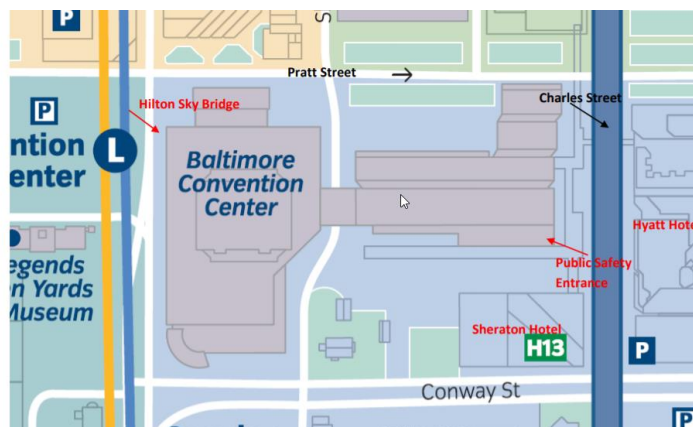 P
S
Pratt Street
Charles Street
Hilton Sky Bridge
P
L
ntion
enter
Baltimore
Convention
Center
Hyatt Hote
Public Safety
Entrance
egends
n Yards
Museum
Sheraton Hotel
H13
P
Conway St
P